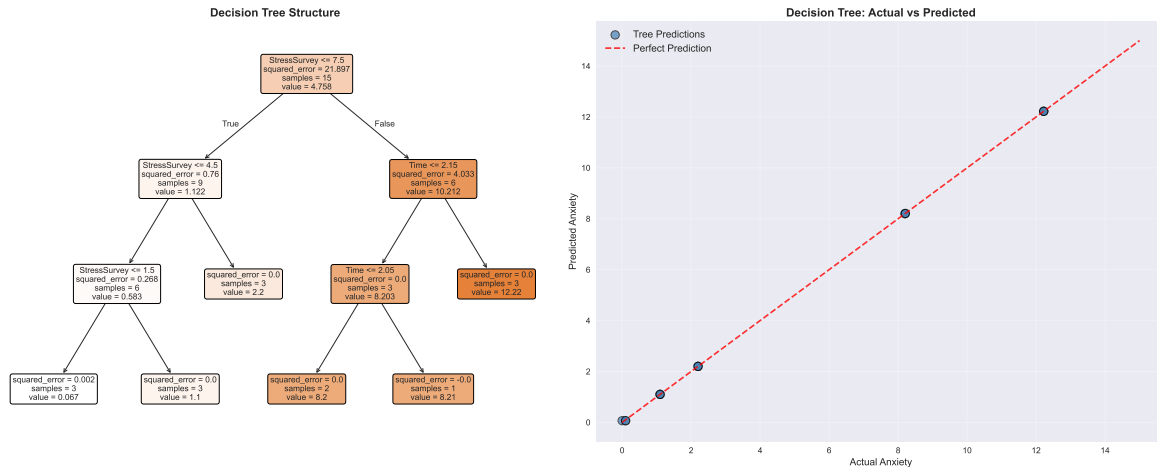 Decision Tree Structure
StressSurvey <= 7.5
squared_error = 21.897
samples = 15
value = 4.758
True
False
StressSurvey <= 4.5
squared_error = 0.76
samples = 9
value = 1.122
Time <= 2.15
squared_error = 4.033
samples = 6
value = 10.212
StressSurvey <= 1.5
squared_error = 0.268
samples = 6
value = 0.583
squared_error = 0.0
samples = 3
value = 2.2
Time <= 2.05
squared_error = 0.0
samples = 3
value = 8.203
squared_error = 0.0
samples = 3
value = 12.22
squared_error = 0.002
samples = 3
value = 0.067
squared_error = 0.0
samples = 3
value = 1.1
squared_error = 0.0
samples = 2
value = 8.2
squared_error = -0.0
samples = 1
value = 8.21
Decision Tree: Actual vs Predicted
Tree Predictions
Perfect Prediction
Predicted Anxiety
14
12
10
8
6
4
2
0
0 2 4 6 8 10 12 14
Actual Anxiety